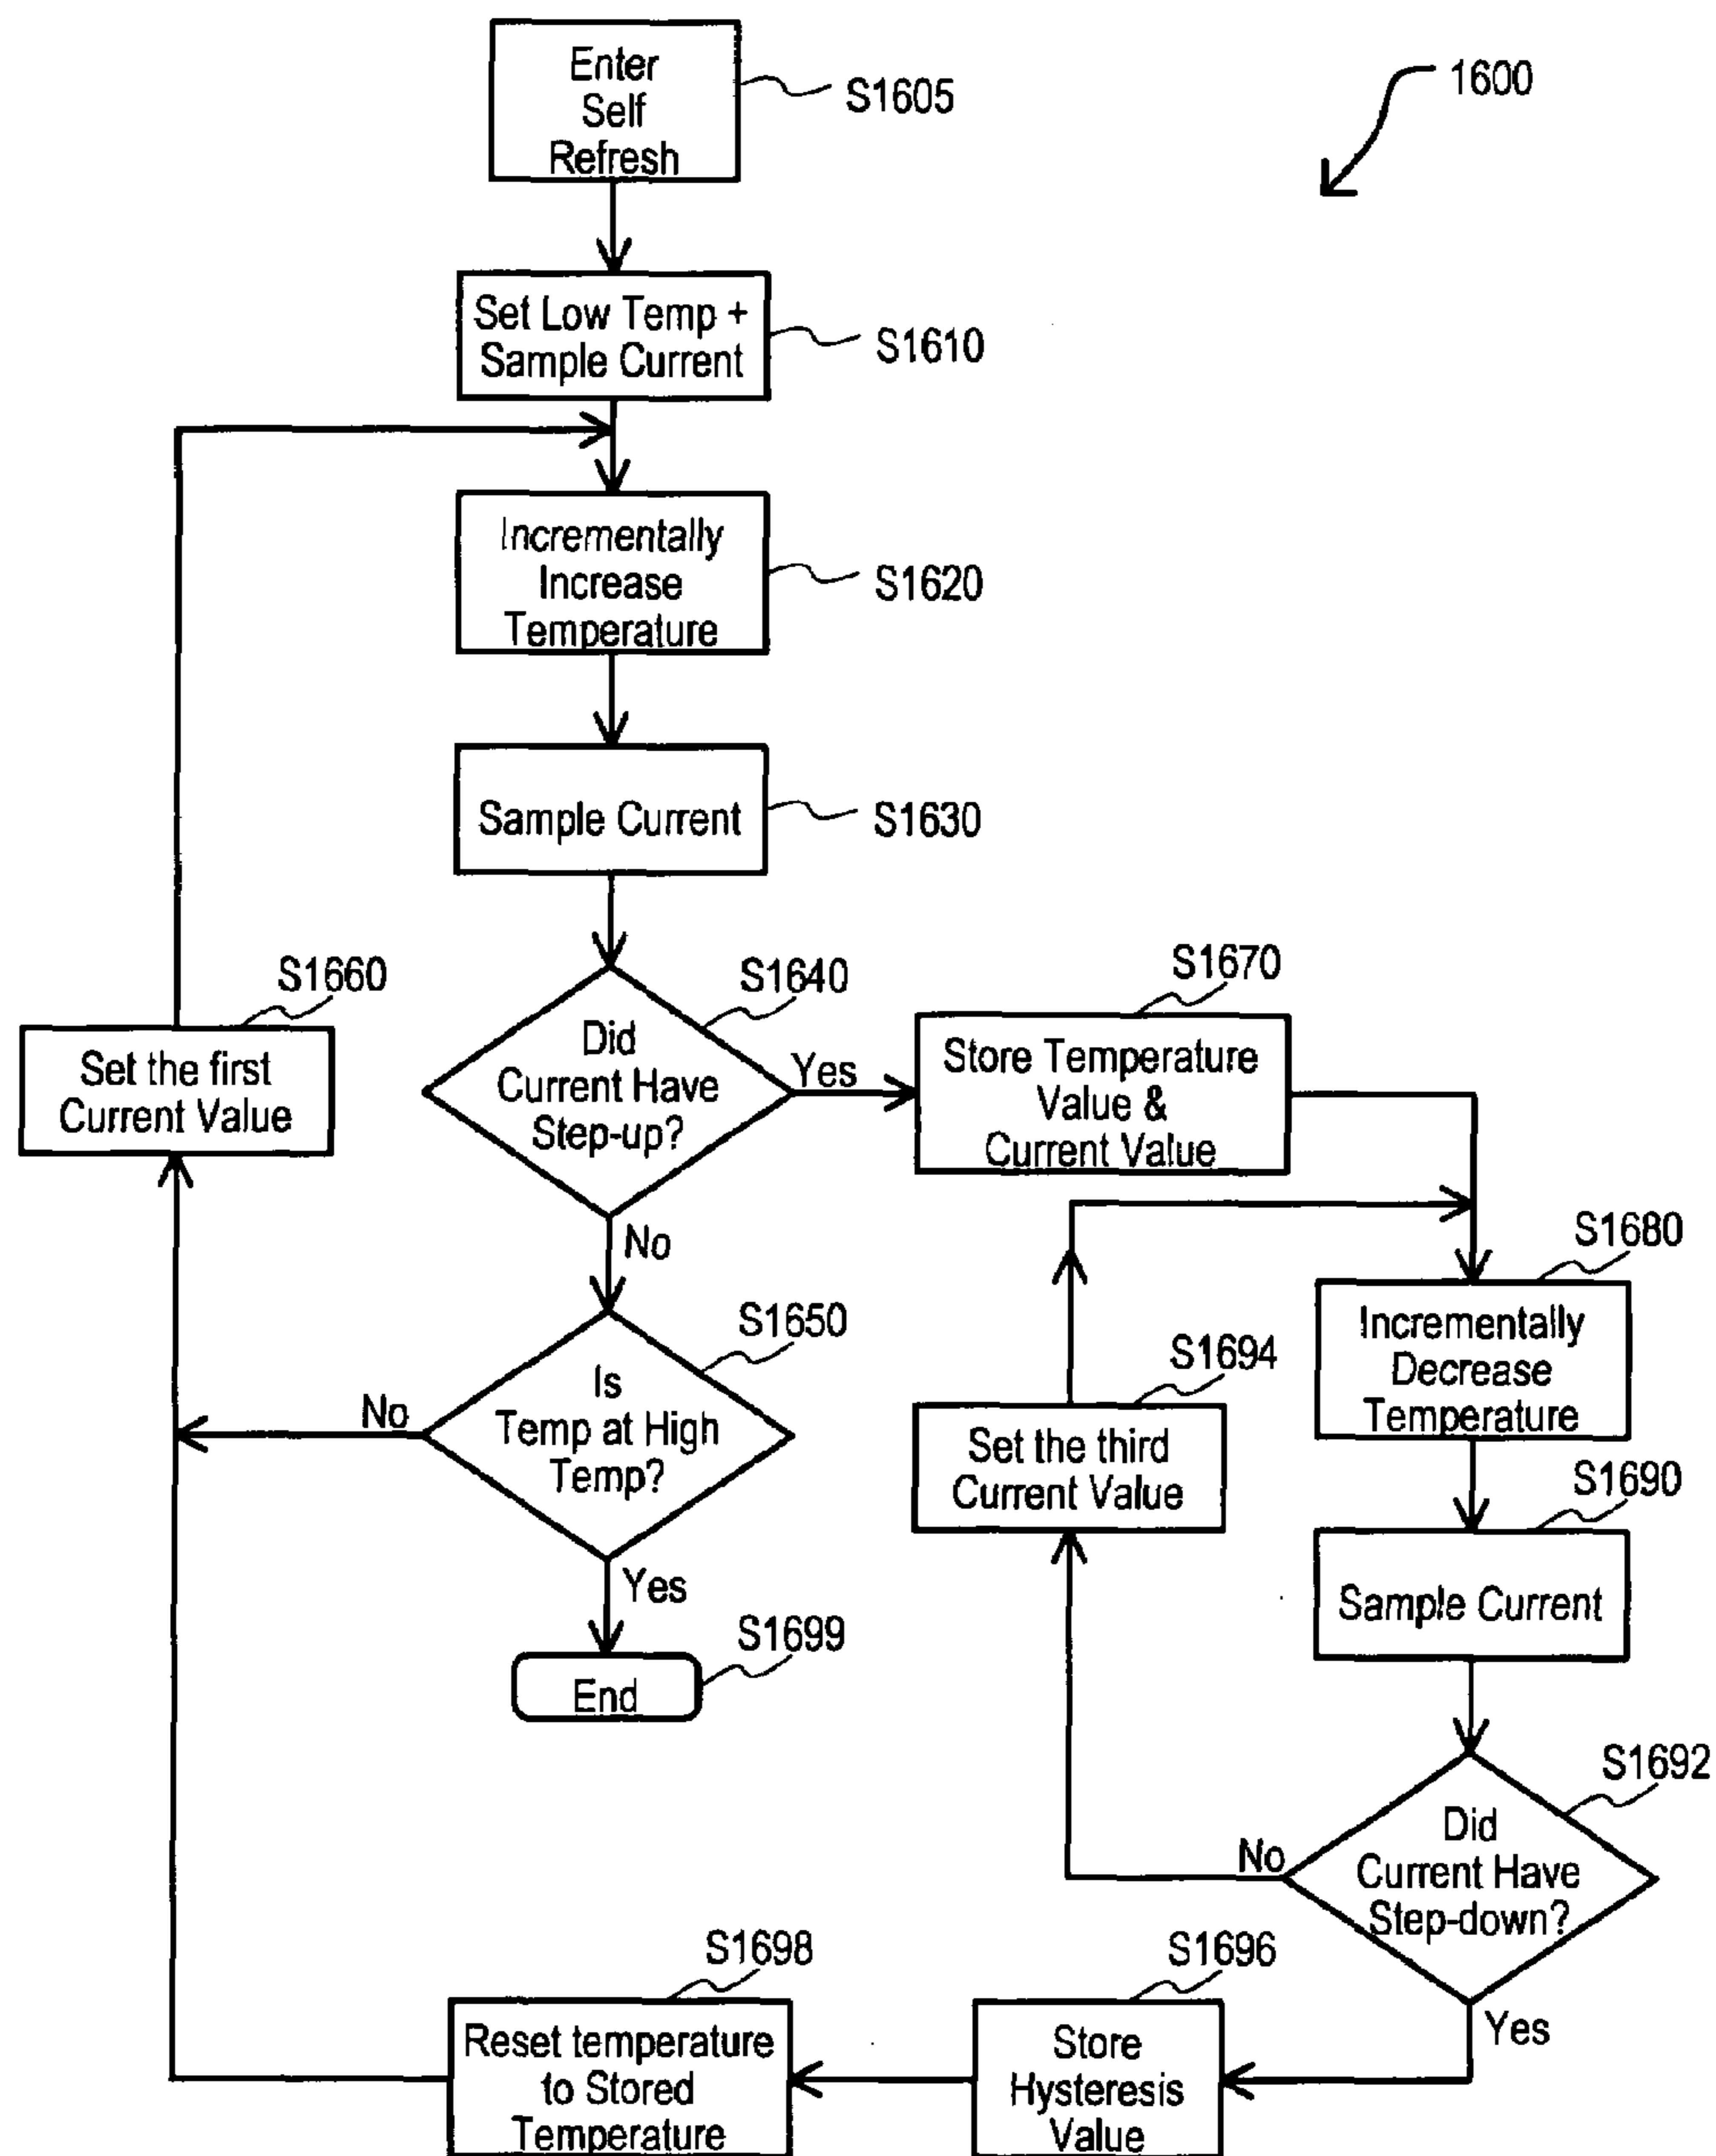 Enter
Self
Refresh
S1605
1600
Set Low Temp +
Sample Current
S1610
Incrementally
Increase
Temperature
S1620
Sample Current
S1630
S1660
Set the first
Current Value
S1640
Did
Current Have
Step-up?
Yes
No
S1670
Store Temperature
Value &
Current Value
S1680
Incrementally
Decrease
Temperature
S1650
Is
Temp at High
Temp?
No
Yes
S1699
End
S1694
Set the third
Current Value
S1690
Sample Current
S1692
Did
Current Have
Step-down?
No
Yes
S1696
Store
Hysteresis
Value
S1698
Reset temperature
to Stored
Temperature